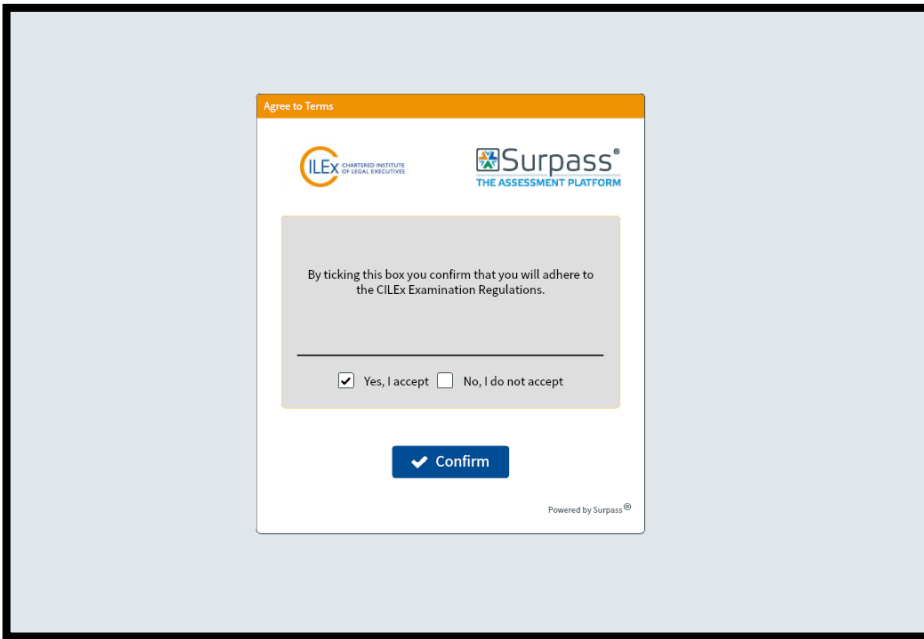 Agree to Terms
CILEx CHARTERED INSTITUTE
OF LEGAL EXECUTIVES
Surpass®
THE ASSESSMENT PLATFORM
By ticking this box you confirm that you will adhere to
the CILEx Examination Regulations.
Yes, I accept No, I do not accept
Confirm
Powered by Surpass®